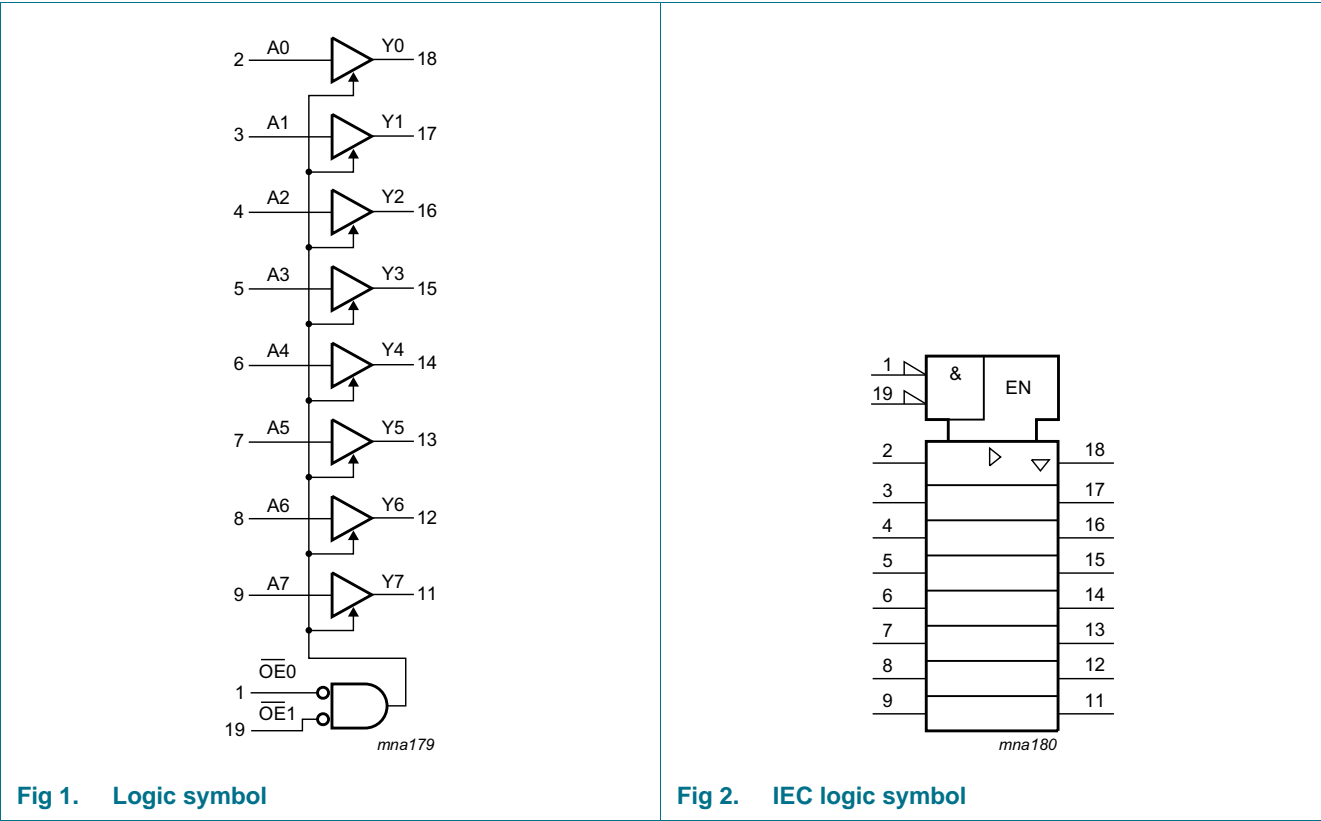 2 A0 Y0 18
3 A1 Y1 17
4 A2 Y2 16
5 A3 Y3 15
6 A4 Y4 14
7 A5 Y5 13
8 A6 Y6 12
9 A7 Y7 11
O̅E̅0
1
O̅E̅1
19
mna179
Fig 1. Logic symbol
1 & EN
19
2 18
3 17
4 16
5 15
6 14
7 13
8 12
9 11
mna180
Fig 2. IEC logic symbol